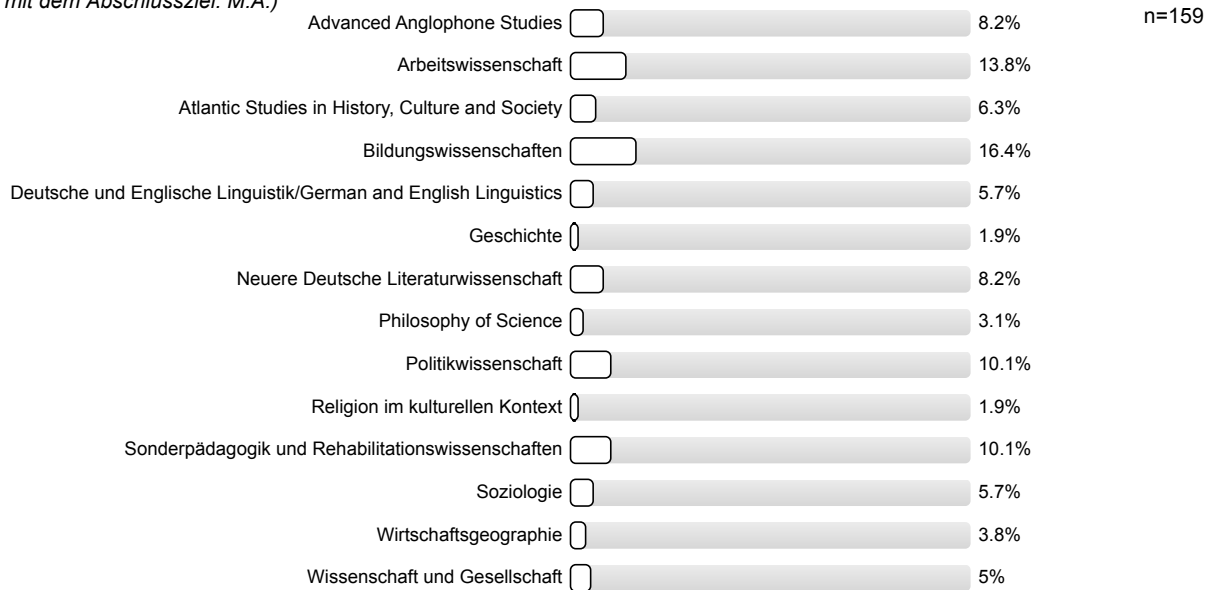 mit dem Abschlussziel: M.A.)
n=159
Advanced Anglophone Studies 8.2%
Arbeitswissenschaft 13.8%
Atlantic Studies in History, Culture and Society 6.3%
Bildungswissenschaften 16.4%
Deutsche und Englische Linguistik/German and English Linguistics 5.7%
Geschichte 1.9%
Neuere Deutsche Literaturwissenschaft 8.2%
Philosophy of Science 3.1%
Politikwissenschaft 10.1%
Religion im kulturellen Kontext 1.9%
Sonderpädagogik und Rehabilitationswissenschaften 10.1%
Soziologie 5.7%
Wirtschaftsgeographie 3.8%
Wissenschaft und Gesellschaft 5%